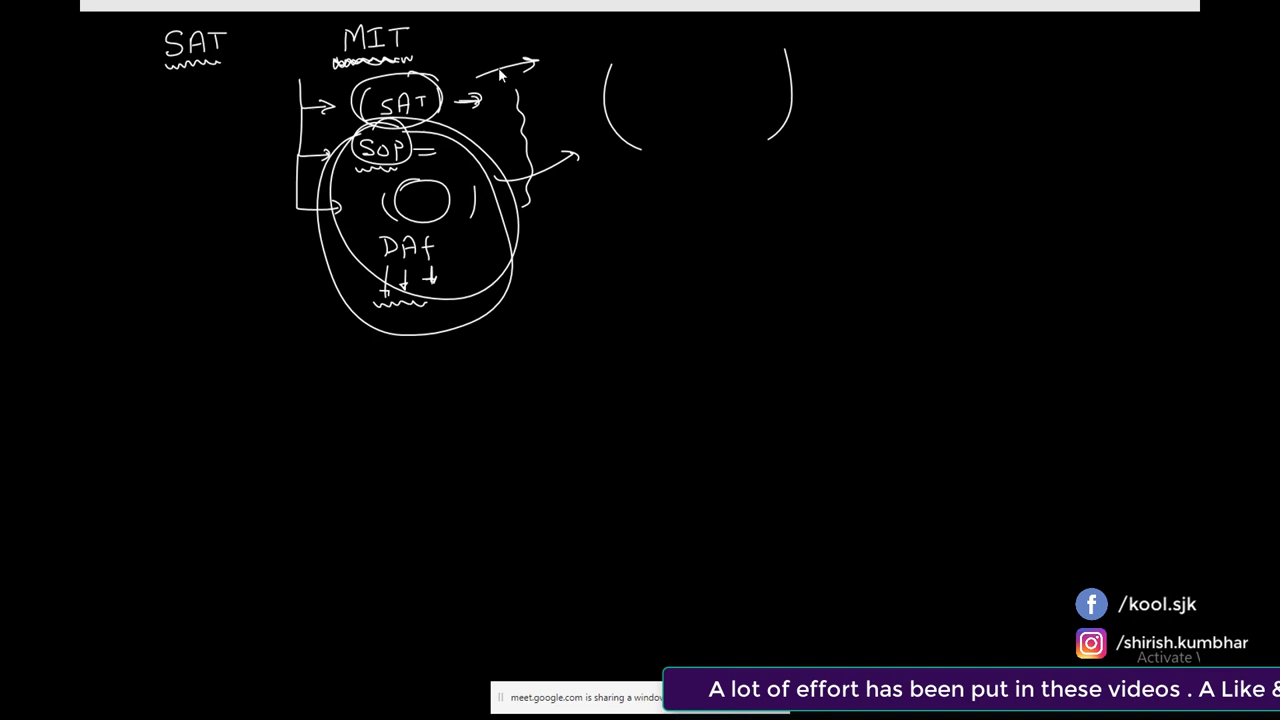 SAT MIT
SAT
SOP =
DAf
/kool.sjk
/shirish.kumbhar
Activate \
A lot of effort has been put in these videos . A Like &
meet.google.com is sharing a window